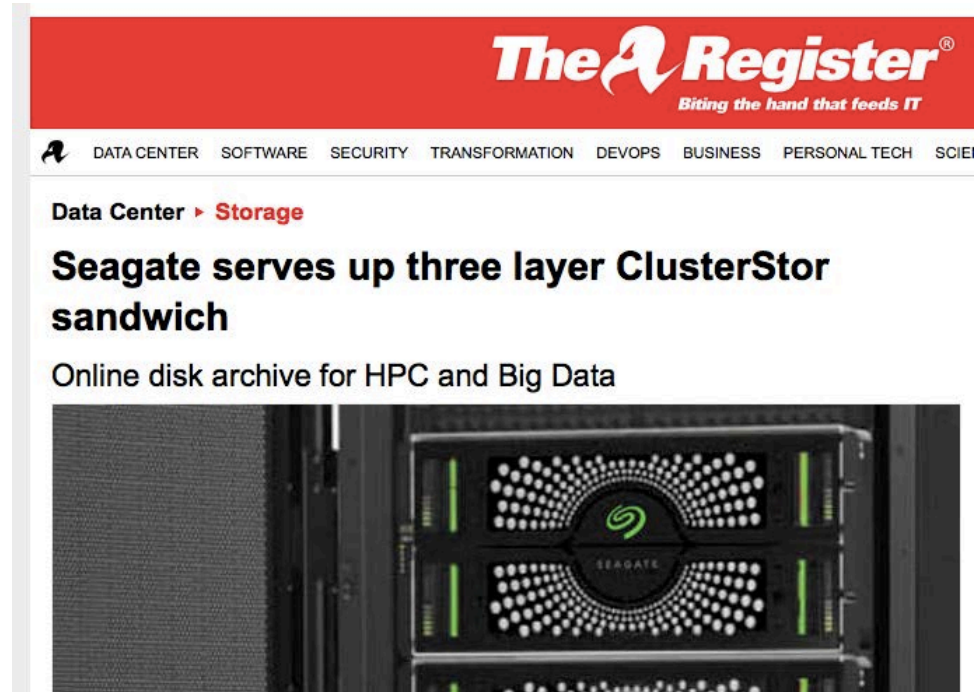 The Register®
Biting the hand that feeds IT
DATA CENTER SOFTWARE SECURITY TRANSFORMATION DEVOPS BUSINESS PERSONAL TECH SCIEN
Data Center ▸ Storage
Seagate serves up three layer ClusterStor
sandwich
Online disk archive for HPC and Big Data
SEAGATE